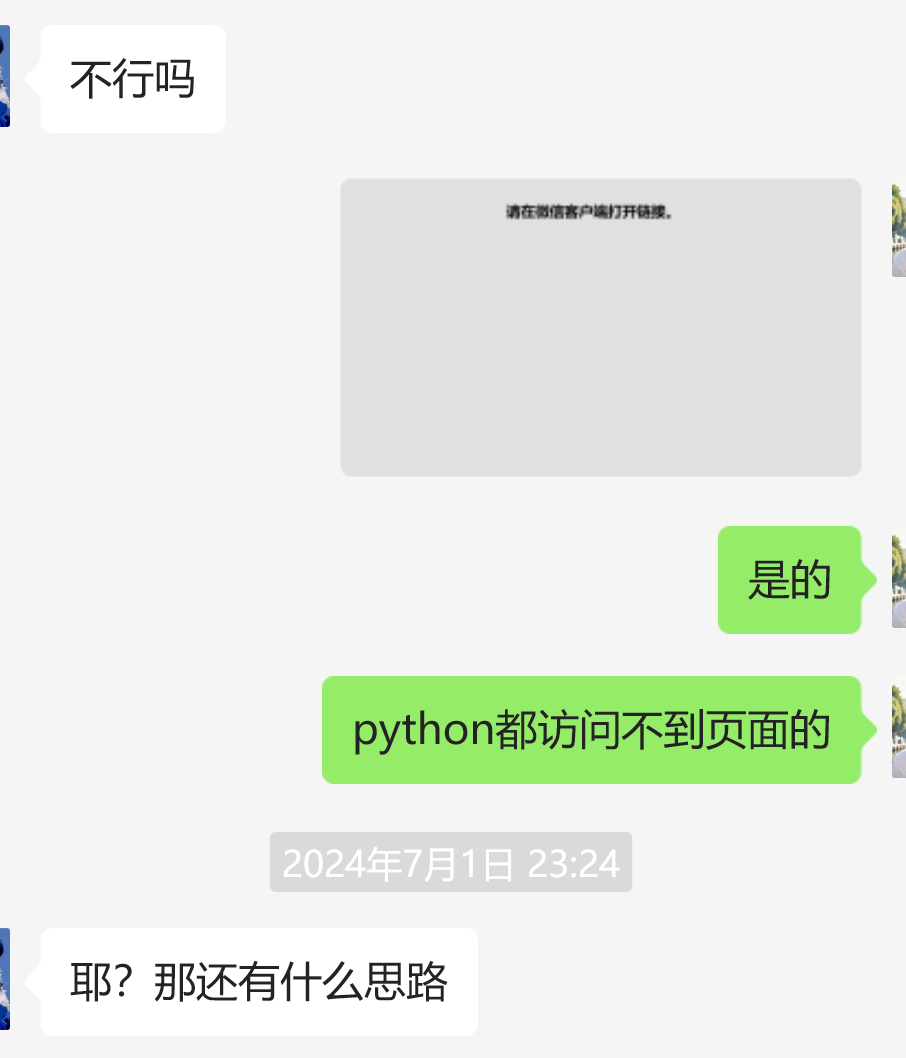 不行吗
请在微信客户端打开链接。
是的
python都访问不到页面的
2024年7月1日 23:24
耶？那还有什么思路